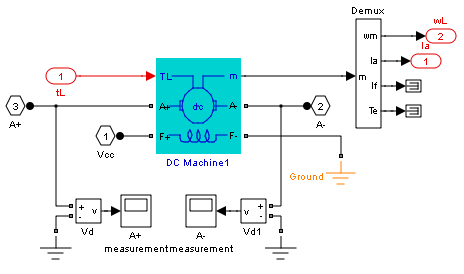 Demux
wL
wm
2
Ia
Ia
1
m
If
Te
1
tL
TL
m
dc
3
A+
A+
A-
2
A-
1
Vcc
F+
F-
DC Machine1
Ground
+
-
v
Vd
A+
measurement
A-
measurement
v
+
-
Vd1